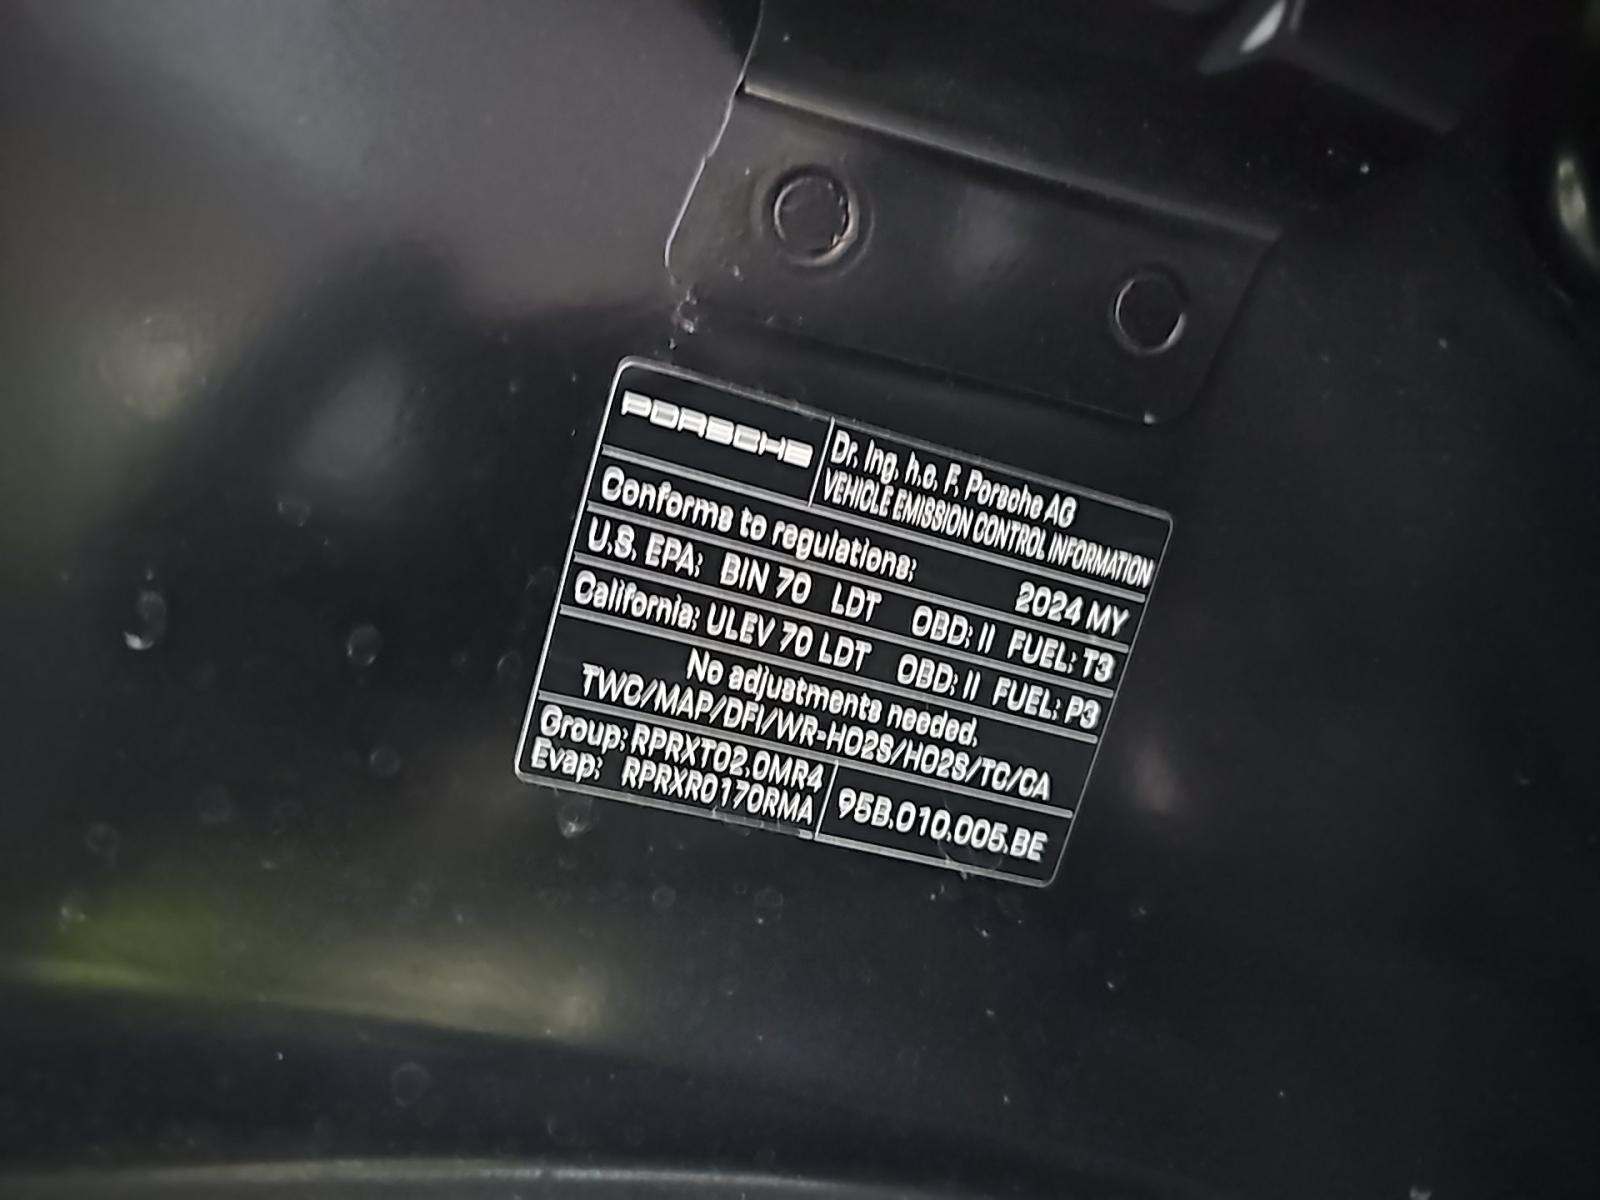 PORSCHE
Dr. Ing. h.c. F. Porsche AG
VEHICLE EMISSION CONTROL INFORMATION
Conforms to regulations: 2024 MY
U.S. EPA: BIN 70 LDT OBD: II FUEL: T3
California: ULEV 70 LDT OBD: II FUEL: P3
No adjustments needed.
TWC/MAP/DFI/WR-HO2S/HO2S/TC/CA
Group: RPRXT02.0MR4
Evap: RPRXR0170RMA
95B.010.005.BE